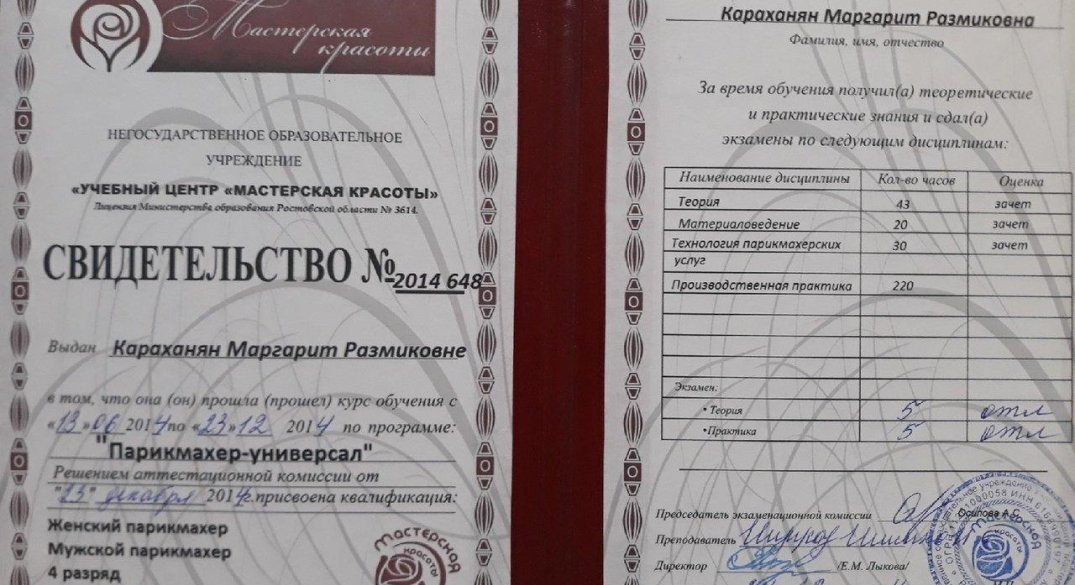 Мастерская
красоты
НЕГОСУДАРСТВЕННОЕ ОБРАЗОВАТЕЛЬНОЕ
УЧРЕЖДЕНИЕ
«УЧЕБНЫЙ ЦЕНТР «МАСТЕРСКАЯ КРАСОТЫ»
Лицензия Министерства образования Ростовской области № 3614.
СВИДЕТЕЛЬСТВО № 2014 648
Выдан Караханян Маргарит Размиковне
в том, что она (он) прошла (прошел) курс обучения с
«13»06 2014 по «23»12 2014 по программе:
"Парикмахер-универсал"
Решением аттестационной комиссии от
"23" декабря 2014г.присвоена квалификация:
Женский парикмахер
Мужской парикмахер
4 разряд
Мастерская
красоты
Караханян Маргарит Размиковна
Фамилия, имя, отчество
За время обучения получил(а) теоретические
и практические знания и сдал(а)
экзамены по следующим дисциплинам:
Наименование дисциплины Кол-во часов Оценка
Теория 43 зачет
Материаловедение 20 зачет
Технология парикмахерских 30 зачет
услуг
Производственная практика 220
Экзамен:
• Теория 5 отл
•Практика 5 отл
Председатель экзаменационной комиссии Осипова А.С.
Преподаватель
Директор /Е.М. Лыкова/
Мастерская
красоты